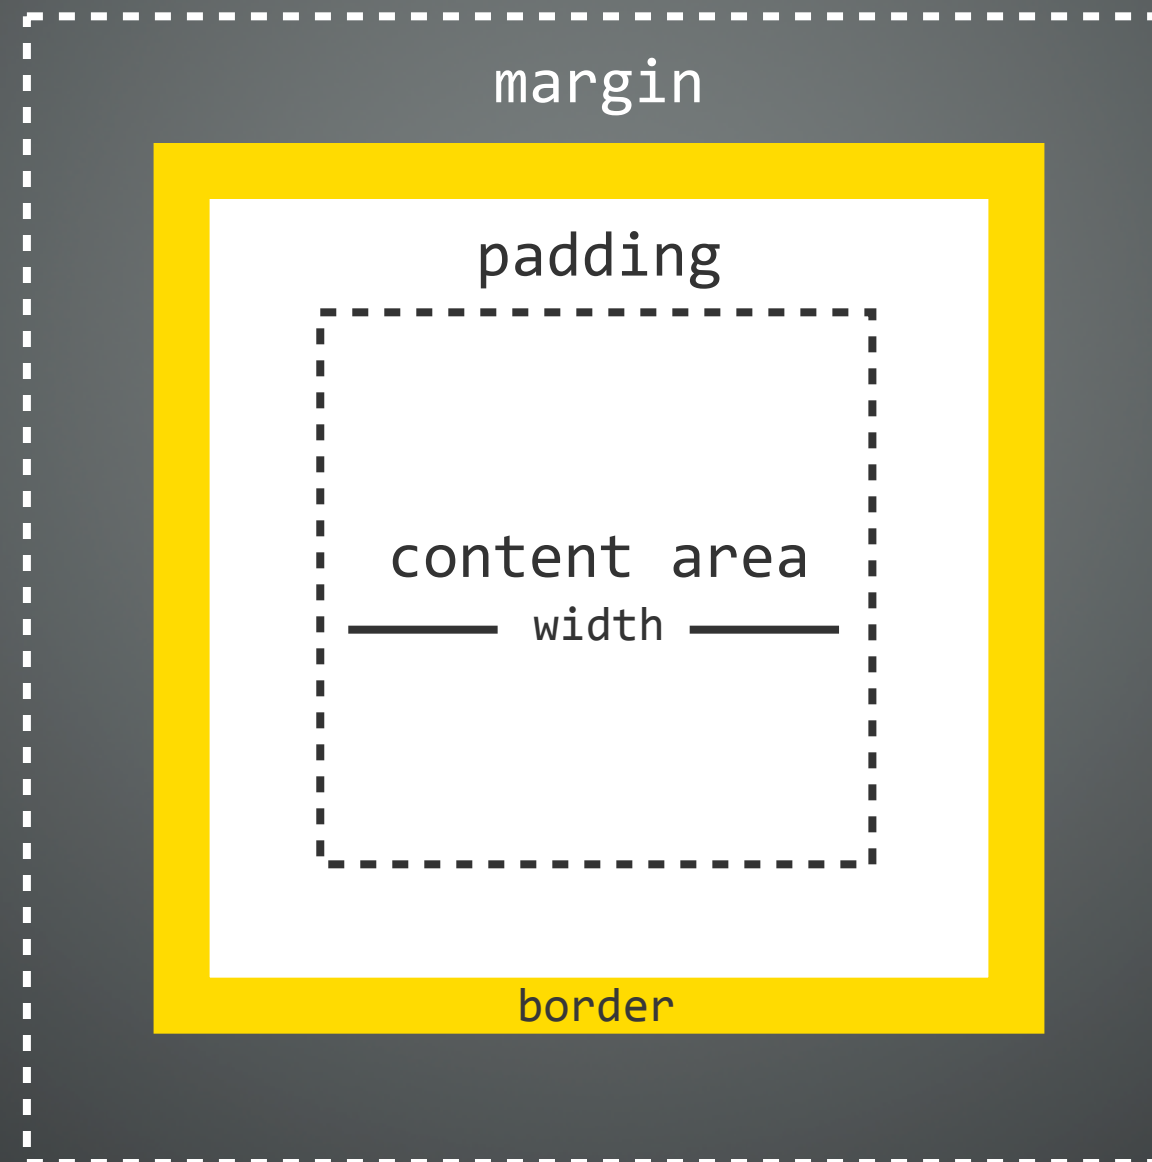 margin
padding
content area
width
border